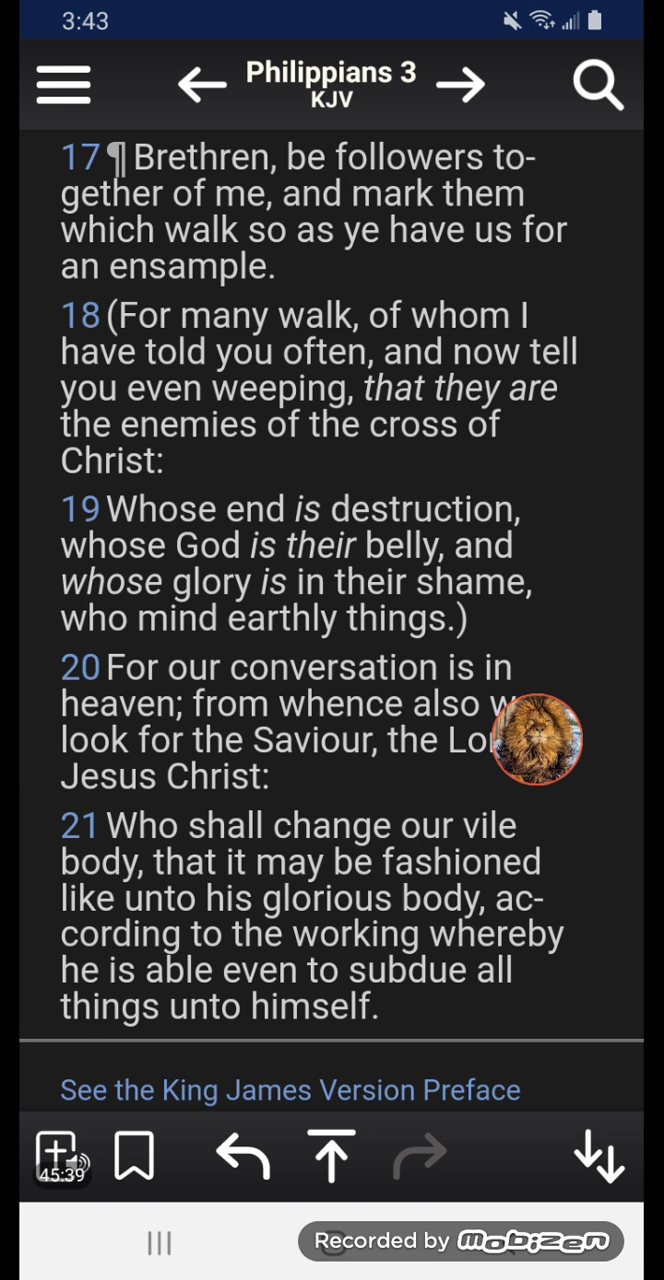 3:43
Philippians 3
KJV
17 ¶ Brethren, be followers to-
gether of me, and mark them
which walk so as ye have us for
an ensample.
18 (For many walk, of whom I
have told you often, and now tell
you even weeping, that they are
the enemies of the cross of
Christ:
19 Whose end is destruction,
whose God is their belly, and
whose glory is in their shame,
who mind earthly things.)
20 For our conversation is in
heaven; from whence also
look for the Saviour, the
Jesus Christ:
21 Who shall change our vile
body, that it may be fashioned
like unto his glorious body, ac-
cording to the working whereby
he is able even to subdue all
things unto himself.
See the King James Version Preface
45:39
Recorded by mobizen